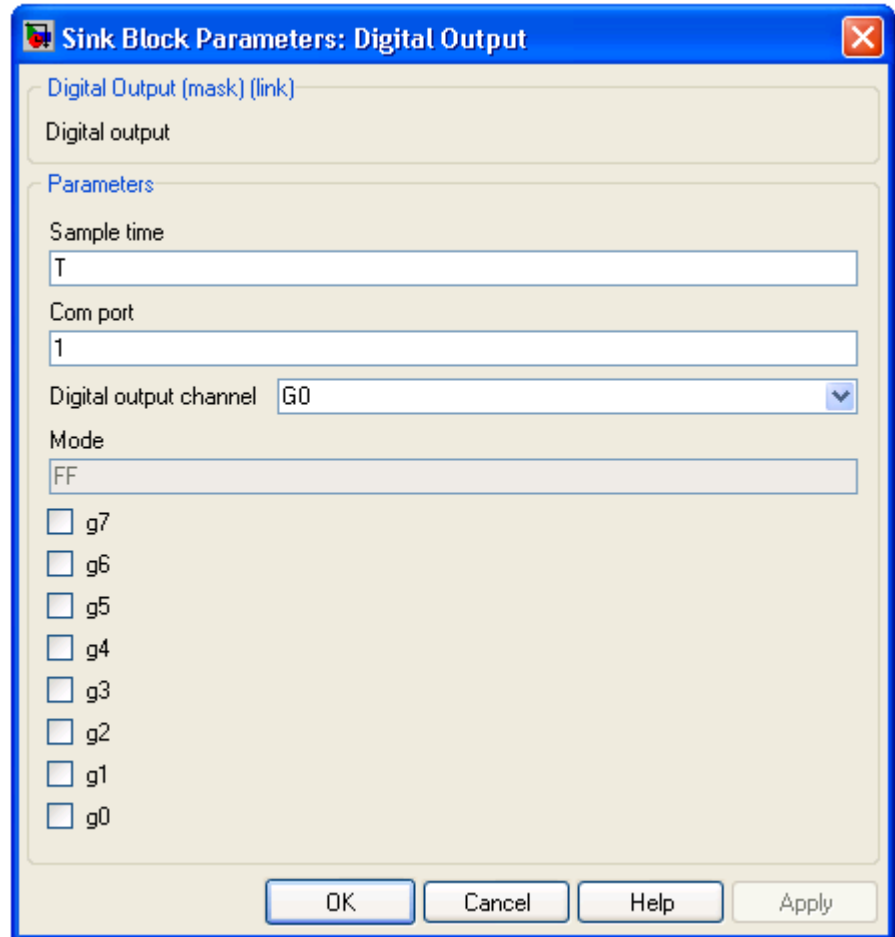 Sink Block Parameters: Digital Output
Digital Output (mask) (link)
Digital output
Parameters
Sample time
T
Com port
1
Digital output channel G0
Mode
FF
g7
g6
g5
g4
g3
g2
g1
g0
OK Cancel Help Apply